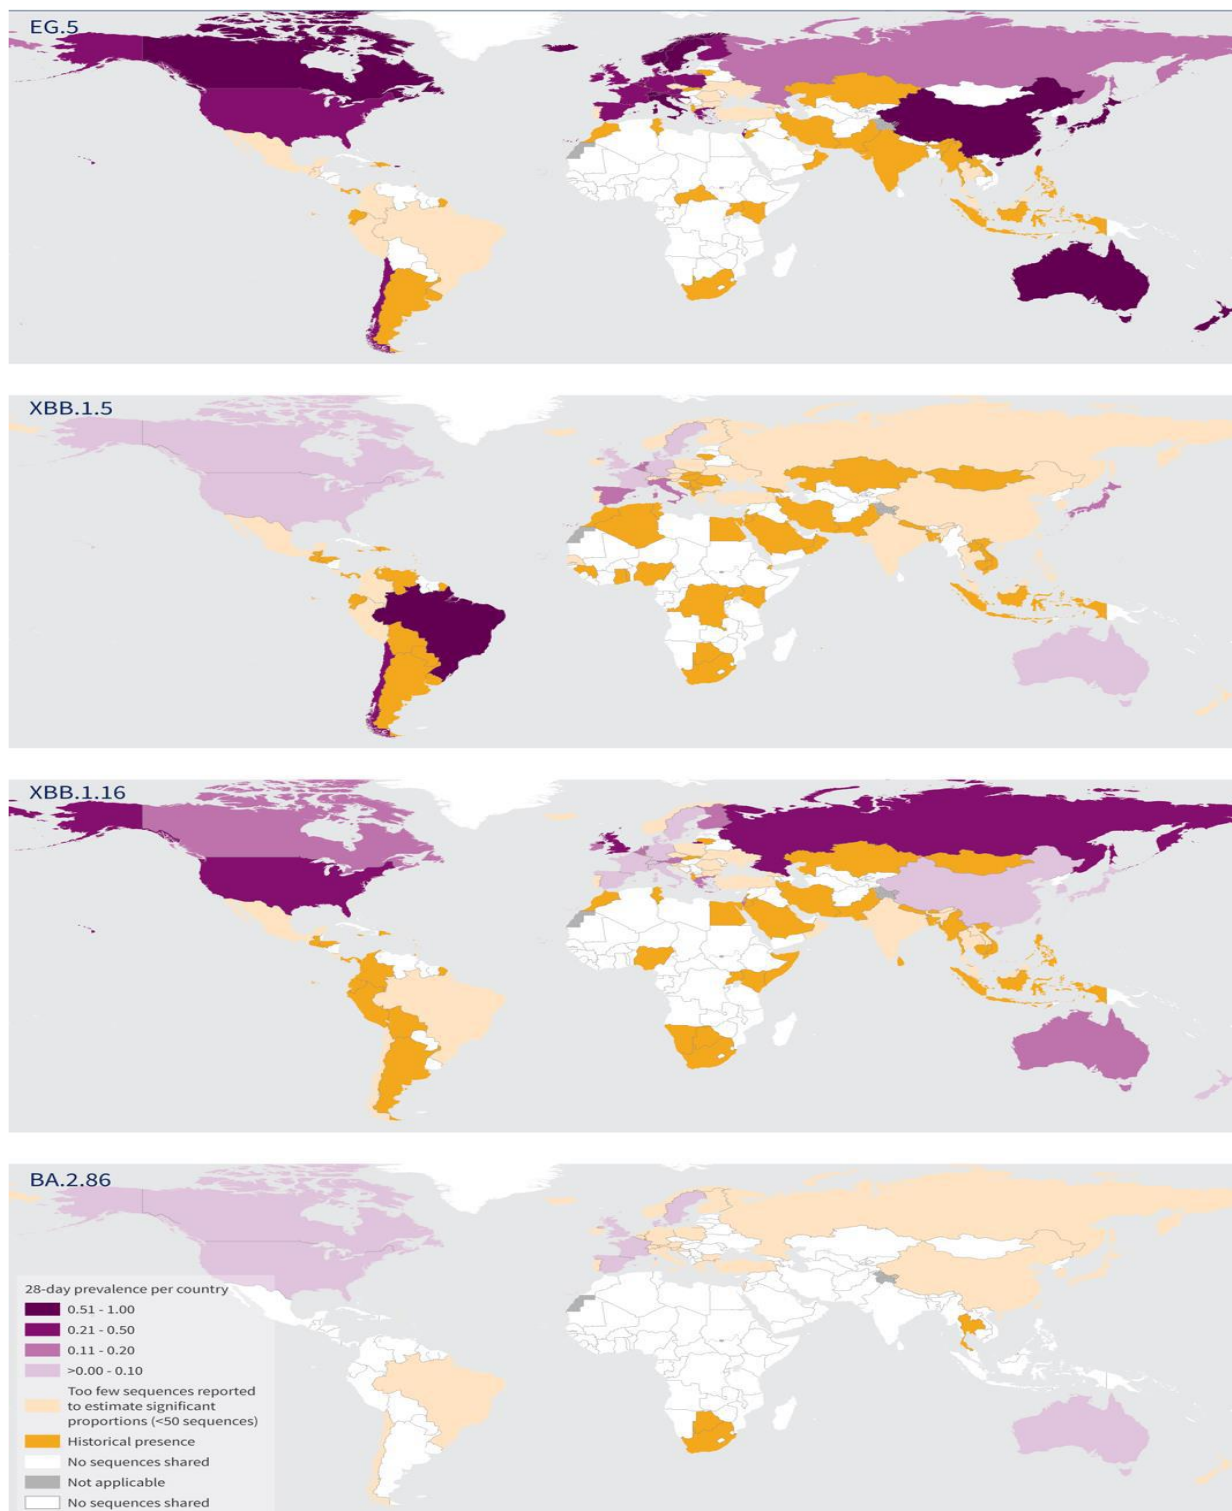 EG.5
XBB.1.5
XBB.1.16
BA.2.86
28-day prevalence per country
0.51 - 1.00
0.21 - 0.50
0.11 - 0.20
>0.00 - 0.10
Too few sequences reported
to estimate significant
proportions (<50 sequences)
Historical presence
No sequences shared
Not applicable
No sequences shared